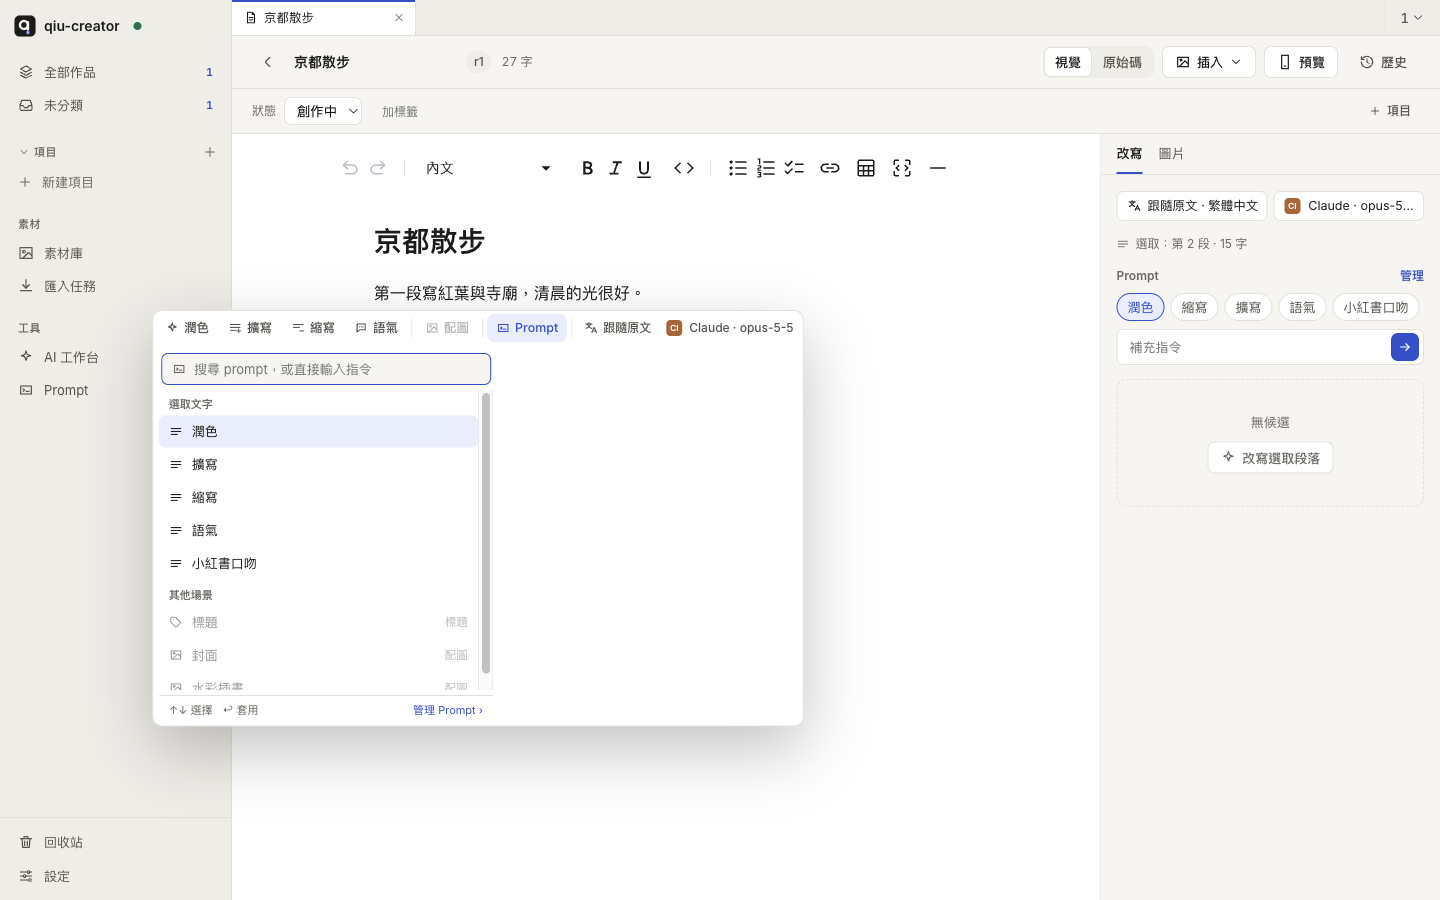 qiu-creator
全部作品 1
未分類 1
項目
新建項目
素材
素材庫
匯入任務
工具
AI 工作台
Prompt
回收站
設定
京都散步
1
京都散步 r1 27 字
視覺 原始碼 插入 預覽 歷史
狀態 創作中 加標籤 項目
內文 B I U
京都散步
第一段寫紅葉與寺廟，清晨的光很好。
潤色 擴寫 縮寫 語氣 配圖 Prompt 跟隨原文 CI Claude · opus-5-5
搜尋 prompt，或直接輸入指令
選取文字
潤色
擴寫
縮寫
語氣
小紅書口吻
其他場景
標題 標題
封面 配圖
水彩插畫 配圖
↑↓ 選擇 ↩ 套用 管理 Prompt ›
改寫 圖片
跟隨原文 · 繁體中文 CI Claude · opus-5...
選取：第 2 段 · 15 字
Prompt 管理
潤色 縮寫 擴寫 語氣 小紅書口吻
補充指令
無候選
改寫選取段落